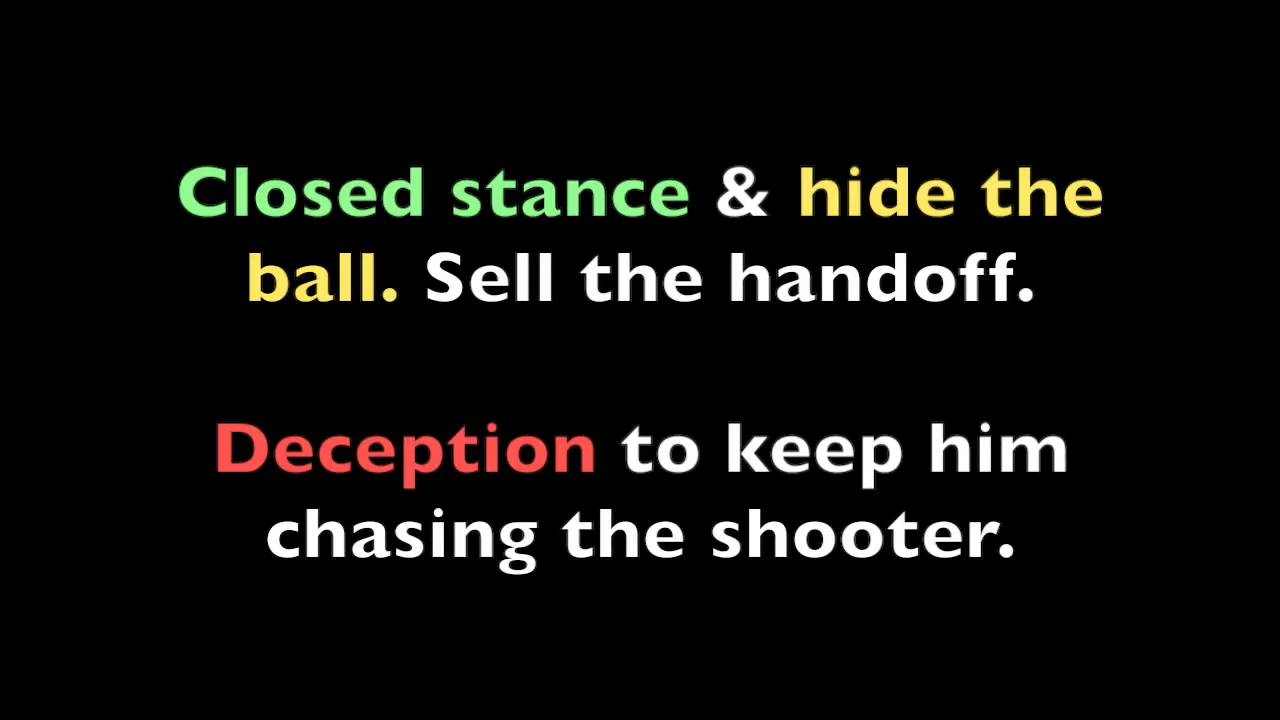 Closed stance & hide the
ball. Sell the handoff.
Deception to keep him
chasing the shooter.